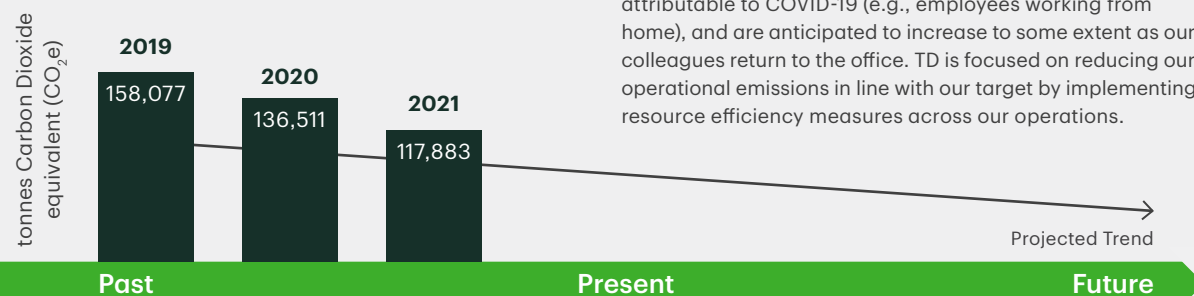 tonnes Carbon Dioxide
equivalent (CO₂e)
2019
158,077
2020
136,511
2021
117,883
attributable to COVID-19 (e.g., employees working from
home), and are anticipated to increase to some extent as our
colleagues return to the office. TD is focused on reducing our
operational emissions in line with our target by implementing
resource efficiency measures across our operations.
Projected Trend
Past
Present
Future